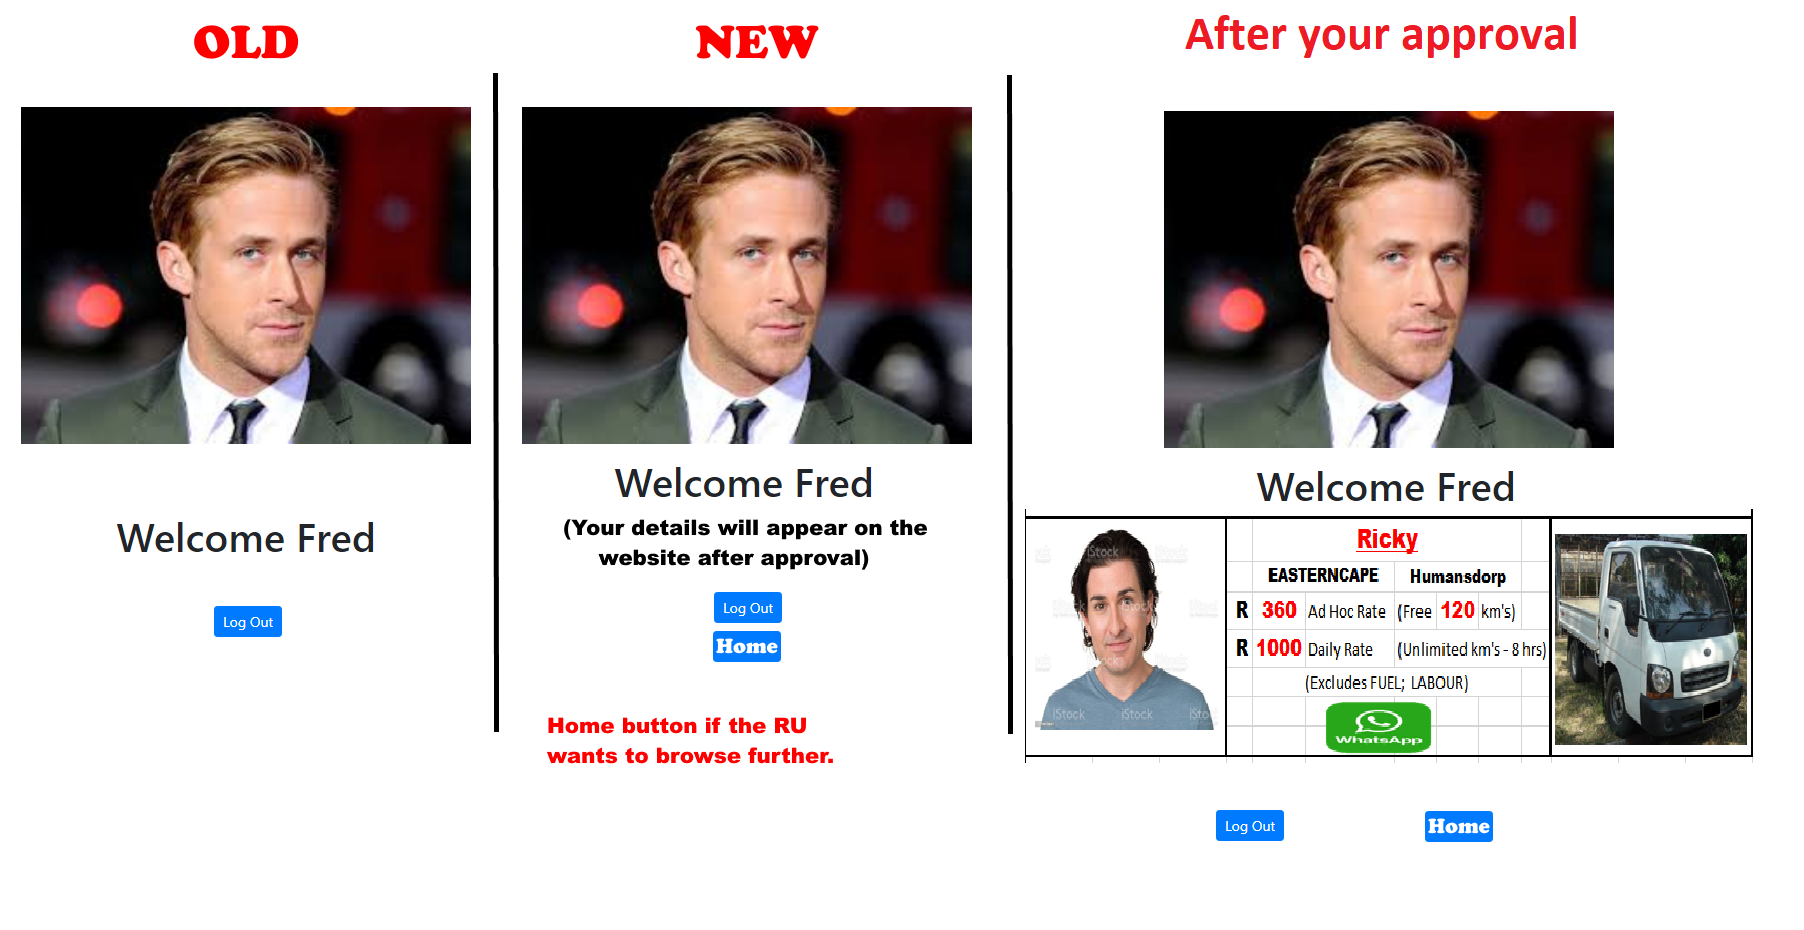 OLD
Welcome Fred
Log Out
NEW
Welcome Fred
(Your details will appear on the
website after approval)
Log Out
Home
Home button if the RU
wants to browse further.
After your approval
Welcome Fred
iStock
iStock
iStock
iStock
iStock
iStock
Ricky
EASTERNCAPE Humansdorp
R 360 Ad Hoc Rate (Free 120 km's)
R 1000 Daily Rate (Unlimited km's - 8 hrs)
(Excludes FUEL; LABOUR)
WhatsApp
Log Out
Home